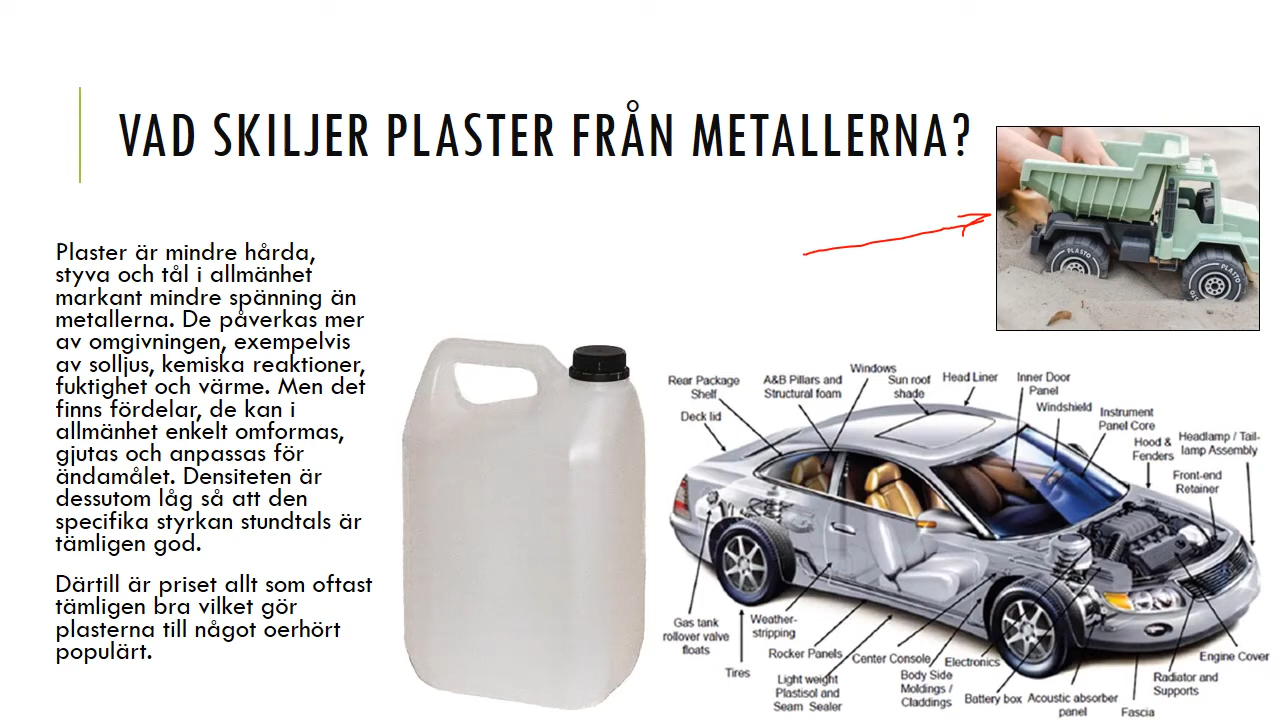 VAD SKILJER PLASTER FRÅN METALLERNA?
PLASTO
PLASTO
Plaster är mindre hårda,
styva och tål i allmänhet
markant mindre spänning än
metallerna. De påverkas mer
av omgivningen, exempelvis
av solljus, kemiska reaktioner,
fuktighet och värme. Men det
finns fördelar, de kan i
allmänhet enkelt omformas,
gjutas och anpassas för
ändamålet. Densiteten är
dessutom låg så att den
specifika styrkan stundtals är
tämligen god.
Därtill är priset allt som oftast
tämligen bra vilket gör
plasterna till något oerhört
populärt.
Rear Package
Shelf
A&B Pillars and
Structural foam
Windows
Sun roof
shade
Head Liner
Inner Door
Panel
Deck lid
Windshield
Instrument
Panel Core
Hood &
Fenders
Headlamp / Tail-
lamp Assembly
Front-end
Retainer
Gas tank
rollover valve
floats
Tires
Weather-
stripping
Rocker Panels
Light weight
Plastisol and
Seam Sealer
Center Console
Body Side
Moldings /
Claddings
Electronics
Battery box
Acoustic absorber
panel
Fascia
Radiator and
Supports
Engine Cover